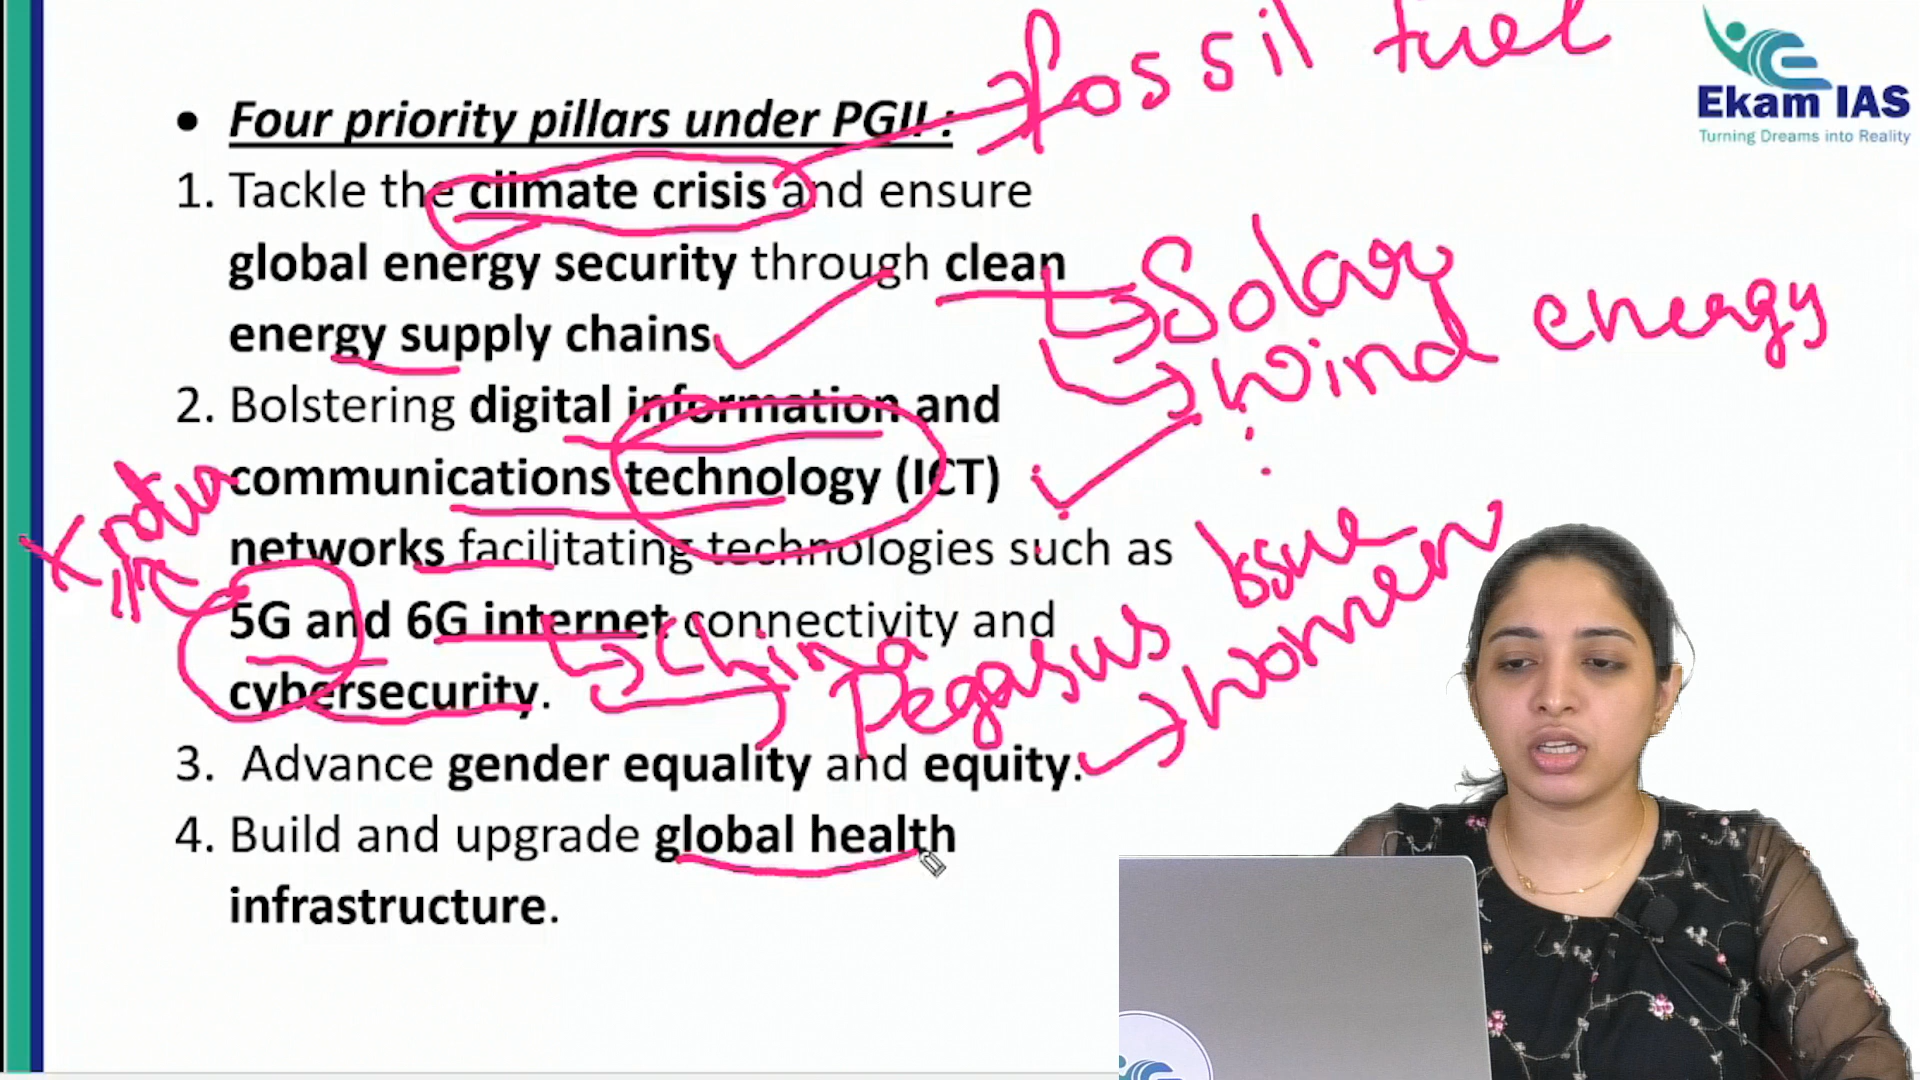 fossil fuel
Ekam IAS
Turning Dreams into Reality
• Four priority pillars under PGII :
1. Tackle the climate crisis and ensure
global energy security through clean
energy supply chains.
Solar
Wind energy
2. Bolstering digital information and
communications technology (ICT)
networks facilitating technologies such as
5G and 6G internet connectivity and
cybersecurity.
India
China
Pegasus Issue
3. Advance gender equality and equity.
women
4. Build and upgrade global health
infrastructure.